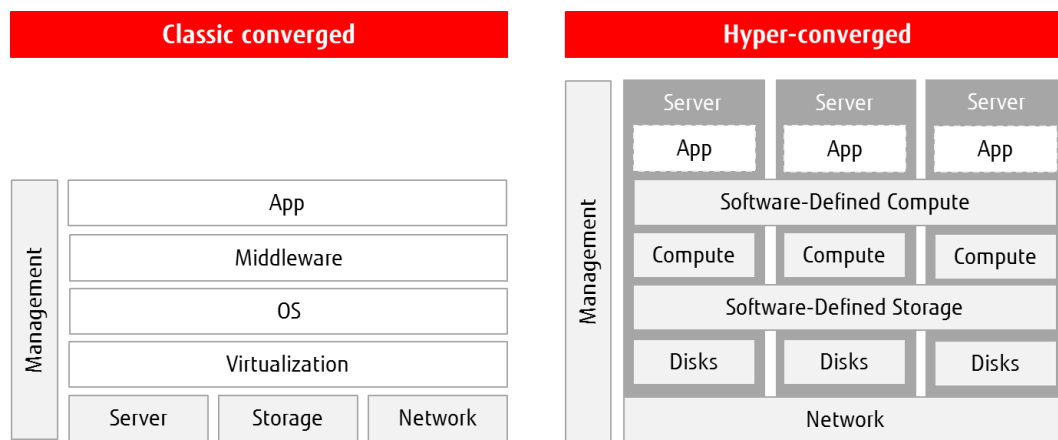 Classic converged
Management
App
Middleware
OS
Virtualization
Server Storage Network
Hyper-converged
Management
Server Server Server
App App App
Software-Defined Compute
Compute Compute Compute
Software-Defined Storage
Disks Disks Disks
Network